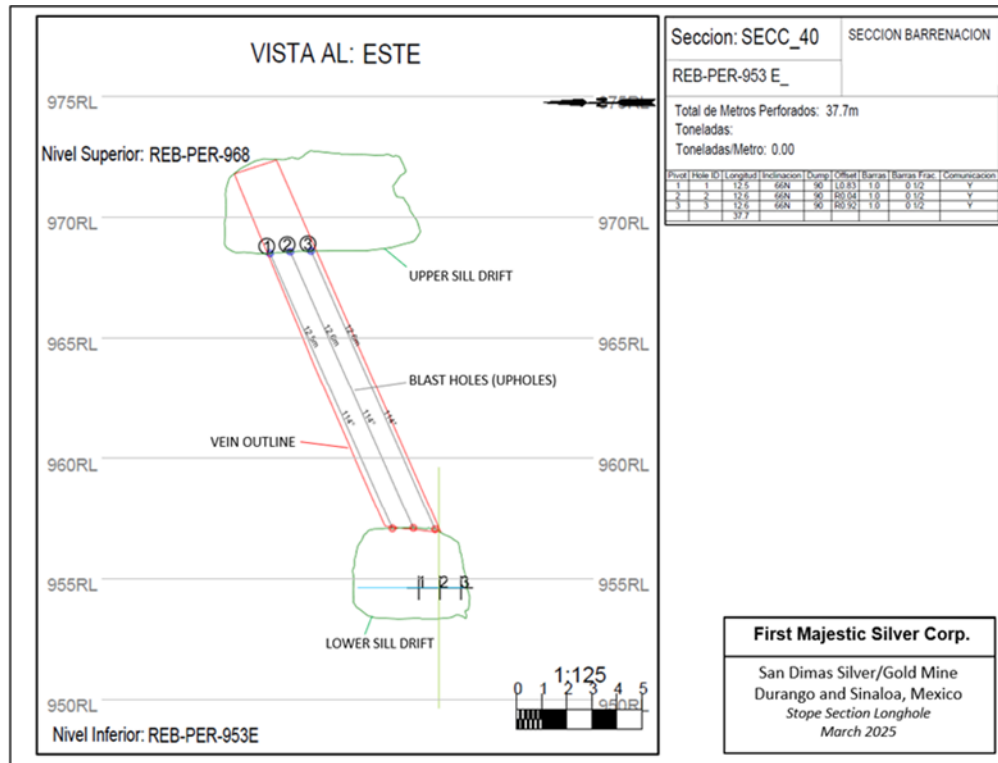 VISTA AL: ESTE
975RL
975RL
Nivel Superior: REB-PER-968
970RL
970RL
1 2 3
UPPER SILL DRIFT
965RL
965RL
12.5m 12.6m 12.6m
BLAST HOLES (UPHOLES)
114° 114° 114°
VEIN OUTLINE
960RL
960RL
955RL
955RL
1 2 3
LOWER SILL DRIFT
1:125
0 1 2 3 4 5
950RL
950RL
Nivel Inferior: REB-PER-953E
Seccion: SECC_40
SECCION BARRENACION
REB-PER-953 E_
Total de Metros Perforados: 37.7m
Toneladas:
Toneladas/Metro: 0.00
Pivot Hole ID Longitud Inclinacion Dump Offset Barras Barras Frac. Comunicacion
1 1 12.5 66N 90 L0.83 1.0 0 1/2 Y
2 2 12.6 66N 90 R0.04 1.0 0 1/2 Y
3 3 12.6 66N 90 R0.92 1.0 0 1/2 Y
37.7
First Majestic Silver Corp.
San Dimas Silver/Gold Mine
Durango and Sinaloa, Mexico
Stope Section Longhole
March 2025